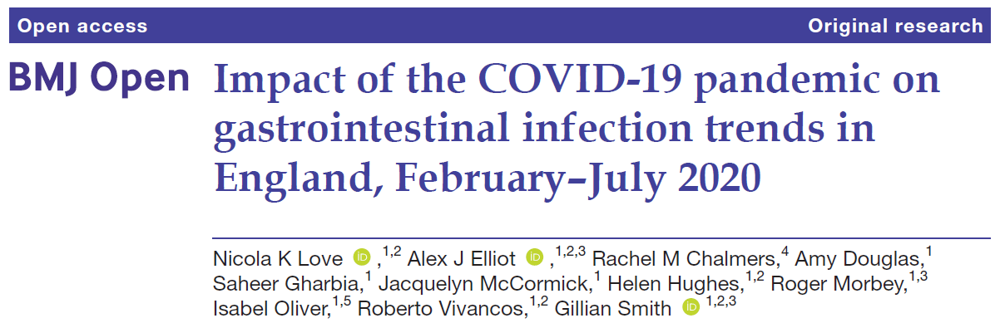 Open access Original research
BMJ Open Impact of the COVID-19 pandemic on
gastrointestinal infection trends in
England, February–July 2020
Nicola K Love iD ,1,2 Alex J Elliot iD ,1,2,3 Rachel M Chalmers,4 Amy Douglas,1
Saheer Gharbia,1 Jacquelyn McCormick,1 Helen Hughes,1,2 Roger Morbey,1,3
Isabel Oliver,1,5 Roberto Vivancos,1,2 Gillian Smith iD 1,2,3